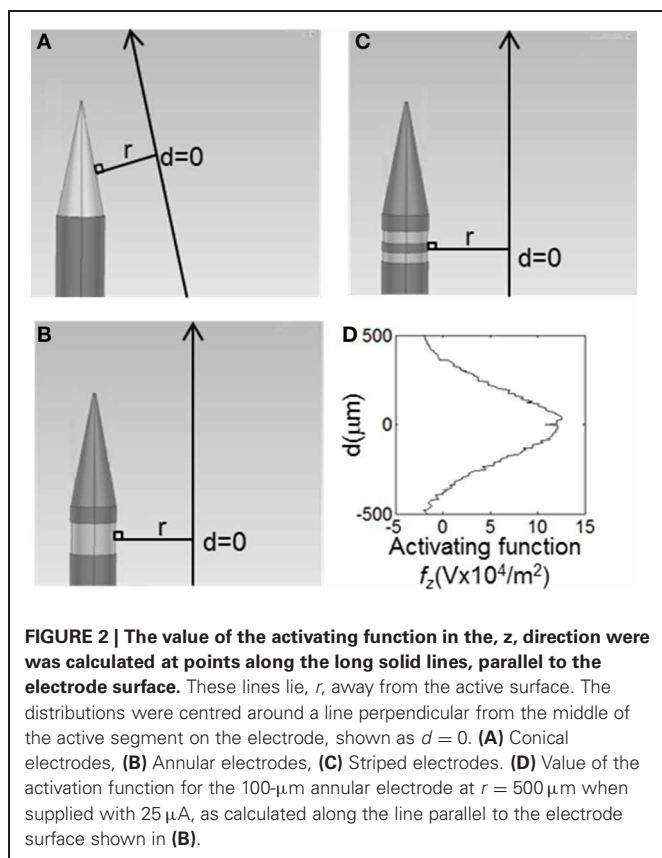 A
r
d=0
C
r
d=0
B
r
d=0
D
500
0
-500
d(μm)
-5 0 5 10 15
Activating function
f_z(Vx10⁴/m²)
FIGURE 2 | The value of the activating function in the, z, direction were
was calculated at points along the long solid lines, parallel to the
electrode surface. These lines lie, r, away from the active surface. The
distributions were centred around a line perpendicular from the middle of
the active segment on the electrode, shown as d = 0. (A) Conical
electrodes, (B) Annular electrodes, (C) Striped electrodes. (D) Value of the
activation function for the 100-μm annular electrode at r = 500 μm when
supplied with 25 μA, as calculated along the line parallel to the electrode
surface shown in (B).